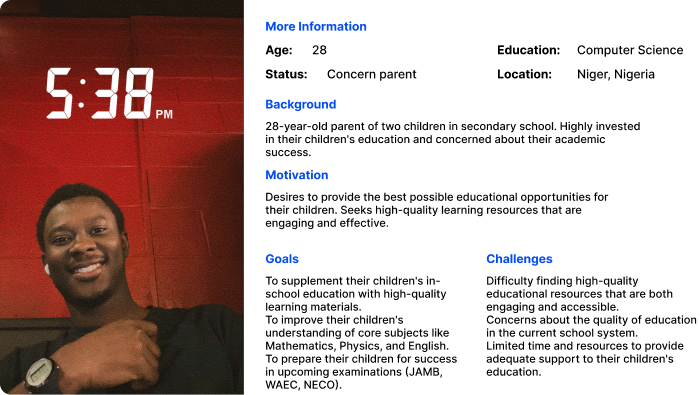 5:38 PM
More Information
Age: 28
Education: Computer Science
Status: Concern parent
Location: Niger, Nigeria
Background
28-year-old parent of two children in secondary school. Highly invested
in their children's education and concerned about their academic
success.
Motivation
Desires to provide the best possible educational opportunities for
their children. Seeks high-quality learning resources that are
engaging and effective.
Goals
To supplement their children's in-
school education with high-quality
learning materials.
To improve their children's
understanding of core subjects like
Mathematics, Physics, and English.
To prepare their children for success
in upcoming examinations (JAMB,
WAEC, NECO).
Challenges
Difficulty finding high-quality
educational resources that are both
engaging and accessible.
Concerns about the quality of education
in the current school system.
Limited time and resources to provide
adequate support to their children's
education.